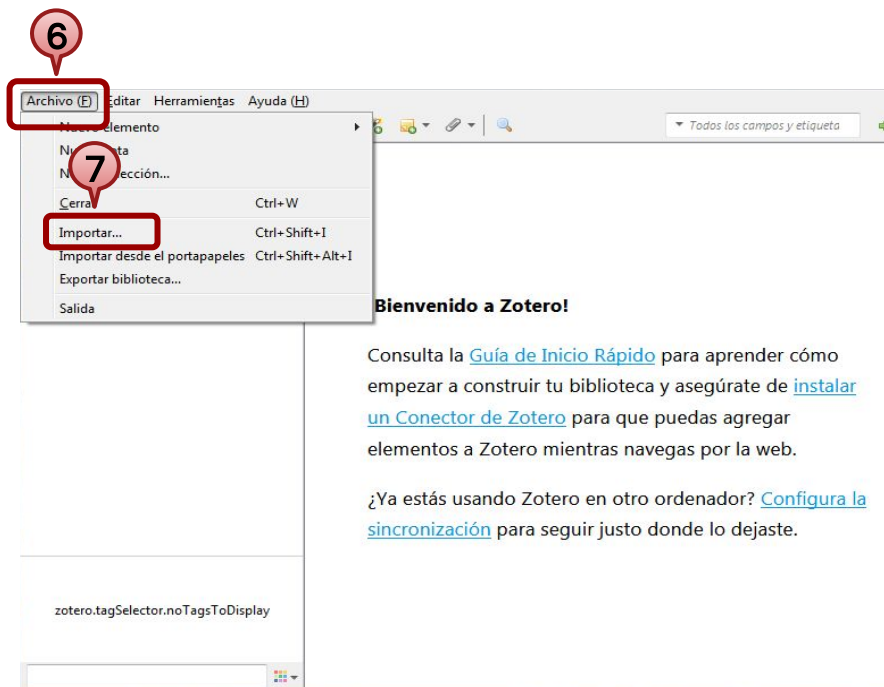 6
Archivo (F) Editar Herramientas Ayuda (H)
elemento
Todos los campos y etiqueta
7
Ctrl+W
Importar... Ctrl+Shift+I
Importar desde el portapapeles Ctrl+Shift+Alt+I
Exportar biblioteca...
Salida
Bienvenido a Zotero!
Consulta la Guía de Inicio Rápido para aprender cómo
empezar a construir tu biblioteca y asegúrate de instalar
un Conector de Zotero para que puedas agregar
elementos a Zotero mientras navegas por la web.
¿Ya estás usando Zotero en otro ordenador? Configura la
sincronización para seguir justo donde lo dejaste.
zotero.tagSelector.noTagsToDisplay